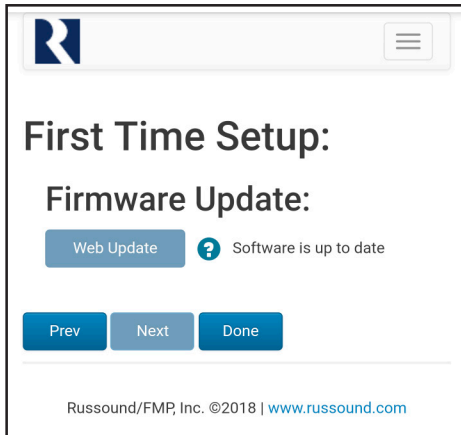 First Time Setup:
Firmware Update:
Web Update ? Software is up to date
Prev Next Done
Russound/FMP, Inc. ©2018 | www.russound.com